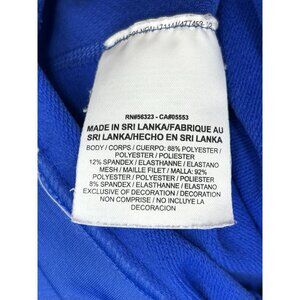 RN#56323 - CA#05553
MADE IN SRI LANKA/FABRIQUE AU
SRI LANKA/HECHO EN SRI LANKA
BODY / CORPS / CUERPO: 88% POLYESTER /
POLYESTER / POLIESTER
12% SPANDEX / ELASTHANNE / ELASTANO
MESH / MAILLE FILET / MALLA: 92%
POLYESTER / POLYESTER / POLIESTER
8% SPANDEX / ELASTHANNE / ELASTANO
EXCLUSIVE OF DECORATION / DECORATION
NON COMPRISE / NO INCLUYE LA
DECORACION